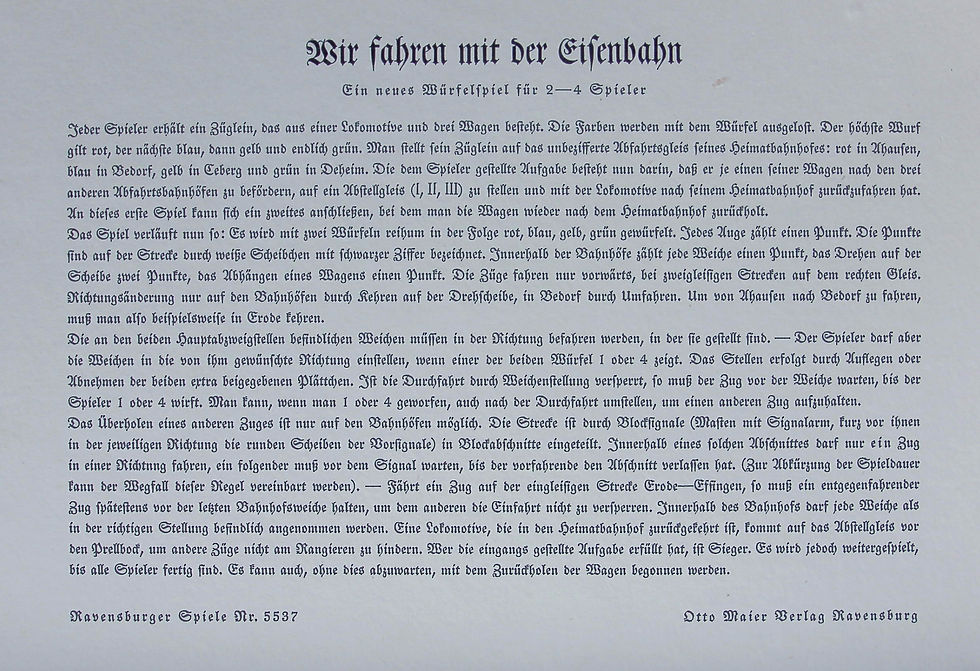 Wir fahren mit der Eisenbahn
Ein neues Würfelspiel für 2—4 Spieler
Jeder Spieler erhält ein Züglein, das aus einer Lokomotive und drei Wagen besteht. Die Farben werden mit dem Würfel ausgelost. Der höchste Wurf
gilt rot, der nächste blau, dann gelb und endlich grün. Man stellt sein Züglein auf das unbezifferte Abfahrtsgleis seines Heimatbahnhofes: rot in Ahausen,
blau in Bedorf, gelb in Ceberg und grün in Deheim. Die dem Spieler gestellte Aufgabe besteht nun darin, daß er je einen seiner Wagen nach den drei
anderen Abfahrtsbahnhöfen zu befördern, auf ein Abstellgleis (I, II, III) zu stellen und mit der Lokomotive nach seinem Heimatbahnhof zurückzufahren hat.
An dieses erste Spiel kann sich ein zweites anschließen, bei dem man die Wagen wieder nach dem Heimatbahnhof zurückholt.
Das Spiel verläuft nun so: Es wird mit zwei Würfeln reihum in der Folge rot, blau, gelb, grün gewürfelt. Jedes Auge zählt einen Punkt. Die Punkte
sind auf der Strecke durch weiße Scheibchen mit schwarzer Ziffer bezeichnet. Innerhalb der Bahnhöfe zählt jede Weiche einen Punkt, das Drehen auf der
Scheibe zwei Punkte, das Abhängen eines Wagens einen Punkt. Die Züge fahren nur vorwärts, bei zweigleisigen Strecken auf dem rechten Gleis.
Richtungsänderung nur auf den Bahnhöfen durch Kehren auf der Drehscheibe, in Bedorf durch Umfahren. Um von Ahausen nach Bedorf zu fahren,
muß man also beispielsweise in Erode kehren.
Die an den beiden Hauptabzweigstellen befindlichen Weichen müssen in der Richtung befahren werden, in der sie gestellt sind. — Der Spieler darf aber
die Weichen in die von ihm gewünschte Richtung einstellen, wenn einer der beiden Würfel 1 oder 4 zeigt. Das Stellen erfolgt durch Auflegen oder
Abnehmen der beiden extra beigegebenen Plättchen. Ist die Durchfahrt durch Weichenstellung versperrt, so muß der Zug vor der Weiche warten, bis der
Spieler 1 oder 4 wirft. Man kann, wenn man 1 oder 4 geworfen, auch nach der Durchfahrt umstellen, um einen anderen Zug aufzuhalten.
Das Überholen eines anderen Zuges ist nur auf den Bahnhöfen möglich. Die Strecke ist durch Blocksignale (Masten mit Signalarm, kurz vor ihnen
in der jeweiligen Richtung die runden Scheiben der Vorsignale) in Blockabschnitte eingeteilt. Innerhalb eines solchen Abschnittes darf nur ein Zug
in einer Richtung fahren, ein folgender muß vor dem Signal warten, bis der vorfahrende den Abschnitt verlassen hat. (Zur Abkürzung der Spieldauer
kann der Wegfall dieser Regel vereinbart werden). — Fährt ein Zug auf der eingleisigen Strecke Erode—Effingen, so muß ein entgegenfahrender
Zug spätestens vor der letzten Bahnhofsweiche halten, um dem anderen die Einfahrt nicht zu versperren. Innerhalb des Bahnhofs darf jede Weiche als
in der richtigen Stellung befindlich angenommen werden. Eine Lokomotive, die in den Heimatbahnhof zurückgekehrt ist, kommt auf das Abstellgleis vor
den Prellbock, um andere Züge nicht am Rangieren zu hindern. Wer die eingangs gestellte Aufgabe erfüllt hat, ist Sieger. Es wird jedoch weitergespielt,
bis alle Spieler fertig sind. Es kann auch, ohne dies abzuwarten, mit dem Zurückholen der Wagen begonnen werden.
Ravensburger Spiele Nr. 5537
Otto Maier Verlag Ravensburg